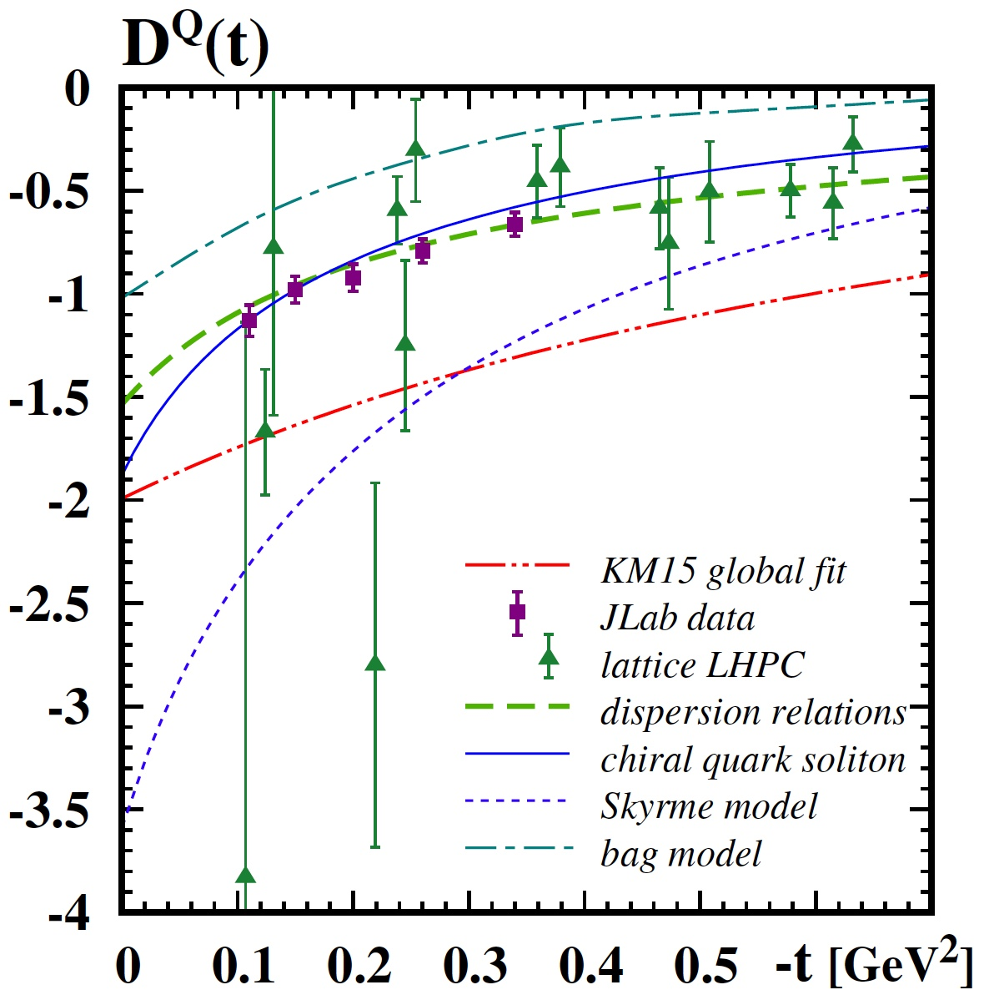 D^Q(t)
0
-0.5
-1
-1.5
-2
-2.5
-3
-3.5
-4
KM15 global fit
JLab data
lattice LHPC
dispersion relations
chiral quark soliton
Skyrme model
bag model
0 0.1 0.2 0.3 0.4 0.5 -t [GeV²]